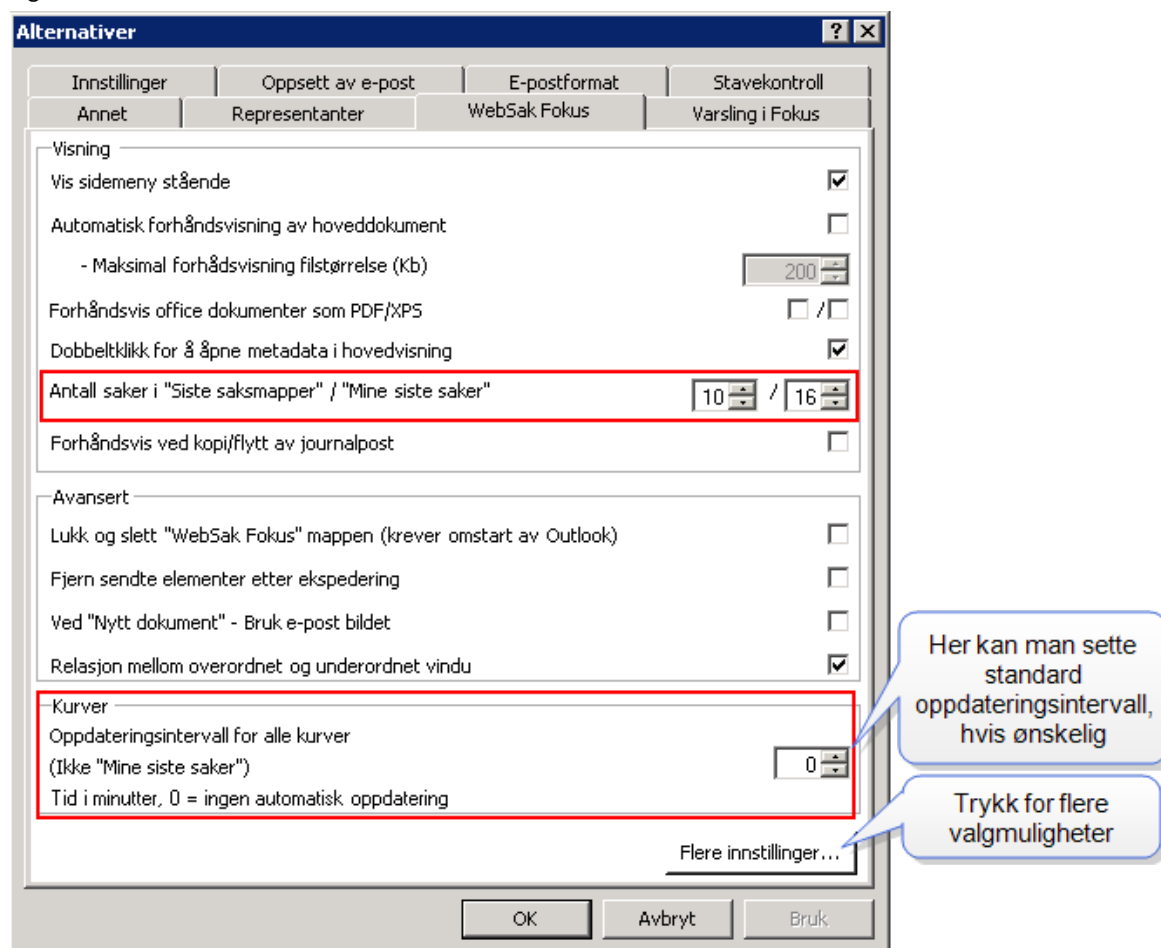 Alternativer
Innstillinger Oppsett av e-post E-postformat Stavekontroll
Annet Representanter WebSak Fokus Varsling i Fokus
Visning
Vis sidemeny stående
Automatisk forhåndsvisning av hoveddokument
- Maksimal forhådsvisning filstørrelse (Kb) 200
Forhåndsvis office dokumenter som PDF/XPS /
Dobbeltklikk for å åpne metadata i hovedvisning
Antall saker i "Siste saksmapper" / "Mine siste saker" 10 / 16
Forhåndsvis ved kopi/flytt av journalpost
Avansert
Lukk og slett "WebSak Fokus" mappen (krever omstart av Outlook)
Fjern sendte elementer etter ekspedering
Ved "Nytt dokument" - Bruk e-post bildet
Relasjon mellom overordnet og underordnet vindu
Kurver
Oppdateringsintervall for alle kurver
(Ikke "Mine siste saker") 0
Tid i minutter, 0 = ingen automatisk oppdatering
Flere innstillinger...
OK Avbryt Bruk
Her kan man sette
standard
oppdateringsintervall,
hvis ønskelig
Trykk for flere
valgmuligheter